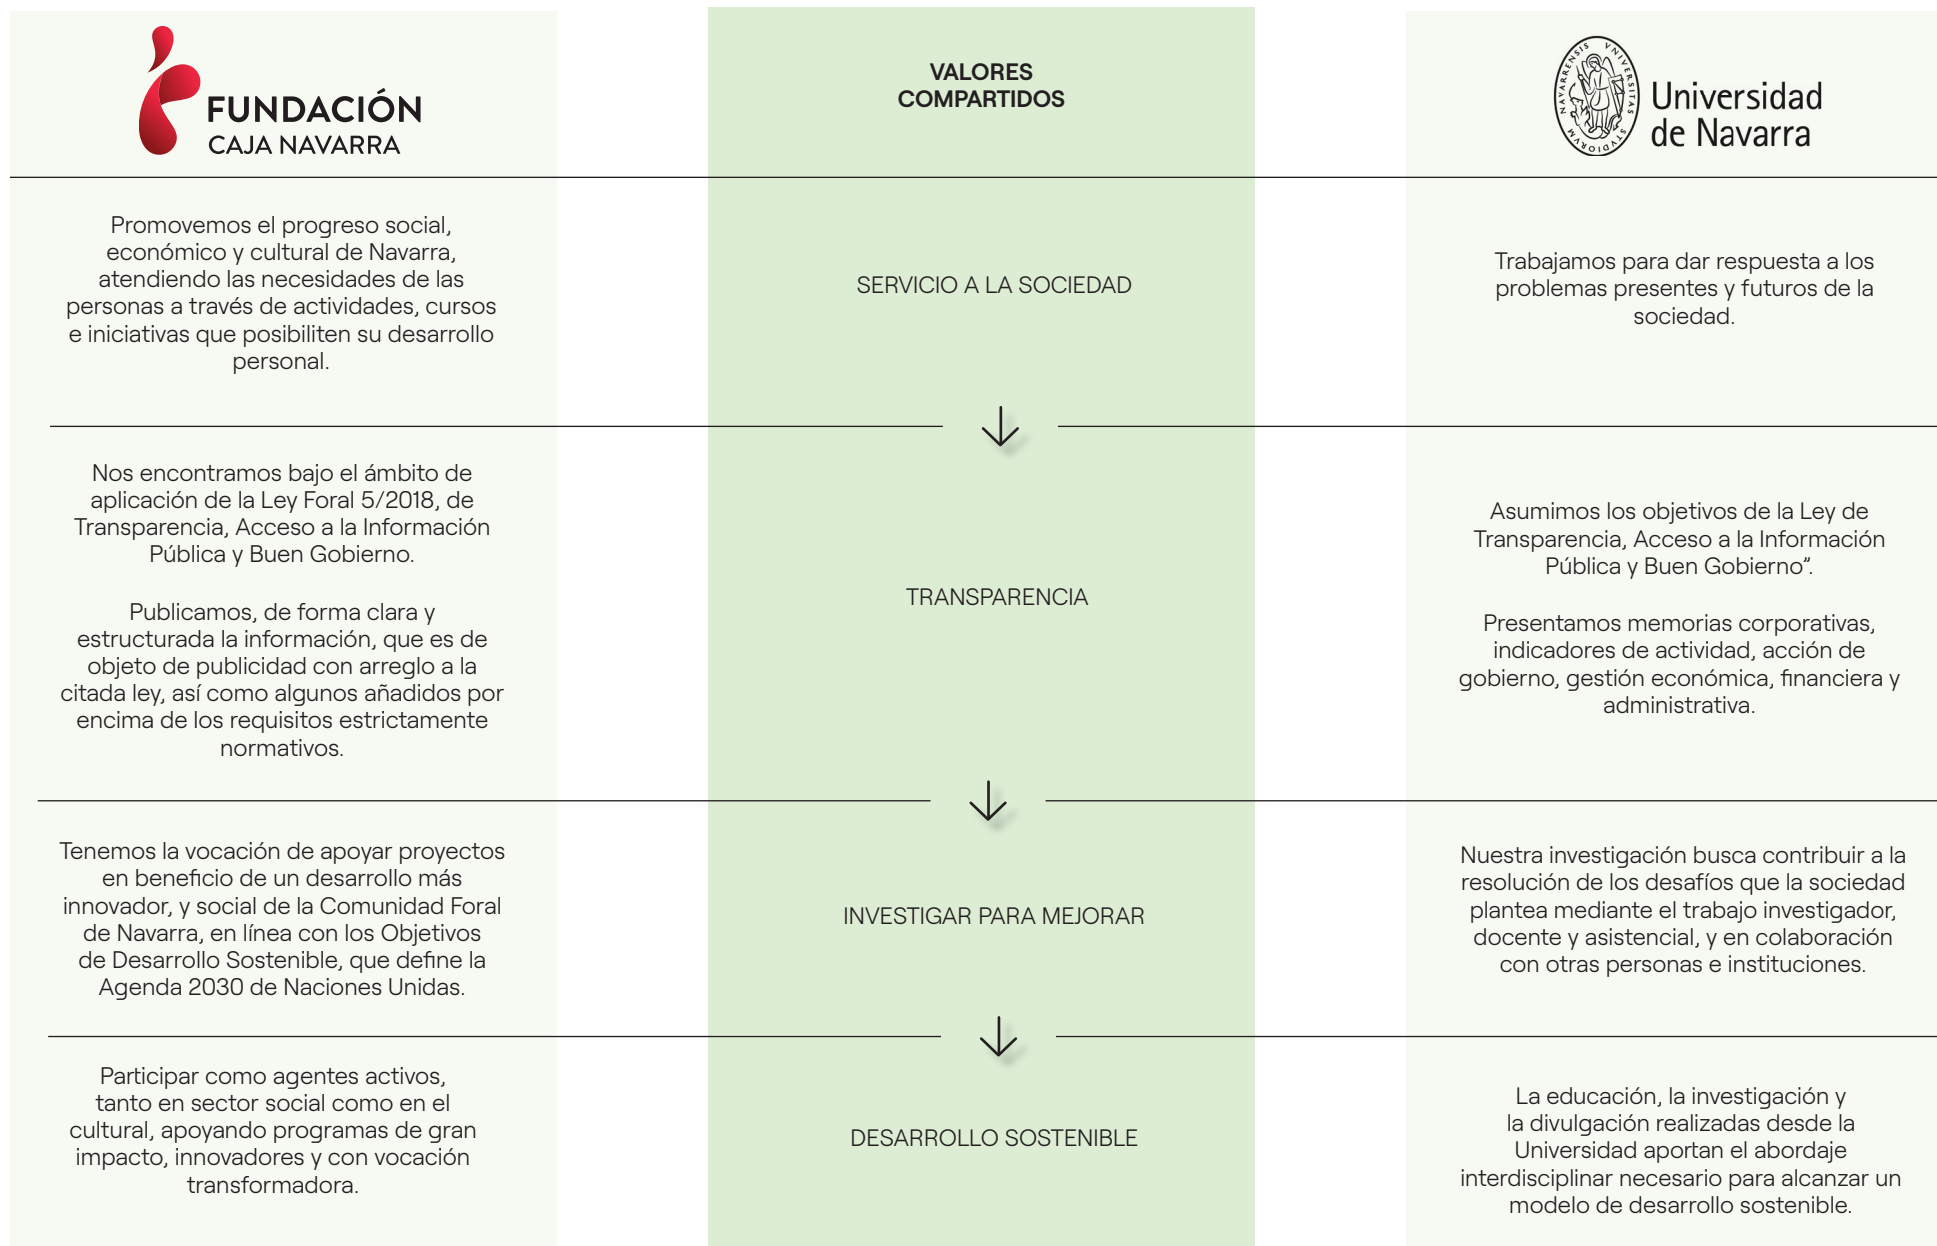 FUNDACIÓN
CAJA NAVARRA
VALORES
COMPARTIDOS
Universidad
de Navarra
Promovemos el progreso social,
económico y cultural de Navarra,
atendiendo las necesidades de las
personas a través de actividades, cursos
e iniciativas que posibiliten su desarrollo
personal.
SERVICIO A LA SOCIEDAD
Trabajamos para dar respuesta a los
problemas presentes y futuros de la
sociedad.
Nos encontramos bajo el ámbito de
aplicación de la Ley Foral 5/2018, de
Transparencia, Acceso a la Información
Pública y Buen Gobierno.
Publicamos, de forma clara y
estructurada la información, que es de
objeto de publicidad con arreglo a la
citada ley, así como algunos añadidos por
encima de los requisitos estrictamente
normativos.
TRANSPARENCIA
Asumimos los objetivos de la Ley de
Transparencia, Acceso a la Información
Pública y Buen Gobierno”.
Presentamos memorias corporativas,
indicadores de actividad, acción de
gobierno, gestión económica, financiera y
administrativa.
Tenemos la vocación de apoyar proyectos
en beneficio de un desarrollo más
innovador, y social de la Comunidad Foral
de Navarra, en línea con los Objetivos
de Desarrollo Sostenible, que define la
Agenda 2030 de Naciones Unidas.
INVESTIGAR PARA MEJORAR
Nuestra investigación busca contribuir a la
resolución de los desafíos que la sociedad
plantea mediante el trabajo investigador,
docente y asistencial, y en colaboración
con otras personas e instituciones.
Participar como agentes activos,
tanto en sector social como en el
cultural, apoyando programas de gran
impacto, innovadores y con vocación
transformadora.
DESARROLLO SOSTENIBLE
La educación, la investigación y
la divulgación realizadas desde la
Universidad aportan el abordaje
interdisciplinar necesario para alcanzar un
modelo de desarrollo sostenible.
VNIVERSITAS STVDIORVM NAVARRENSIS